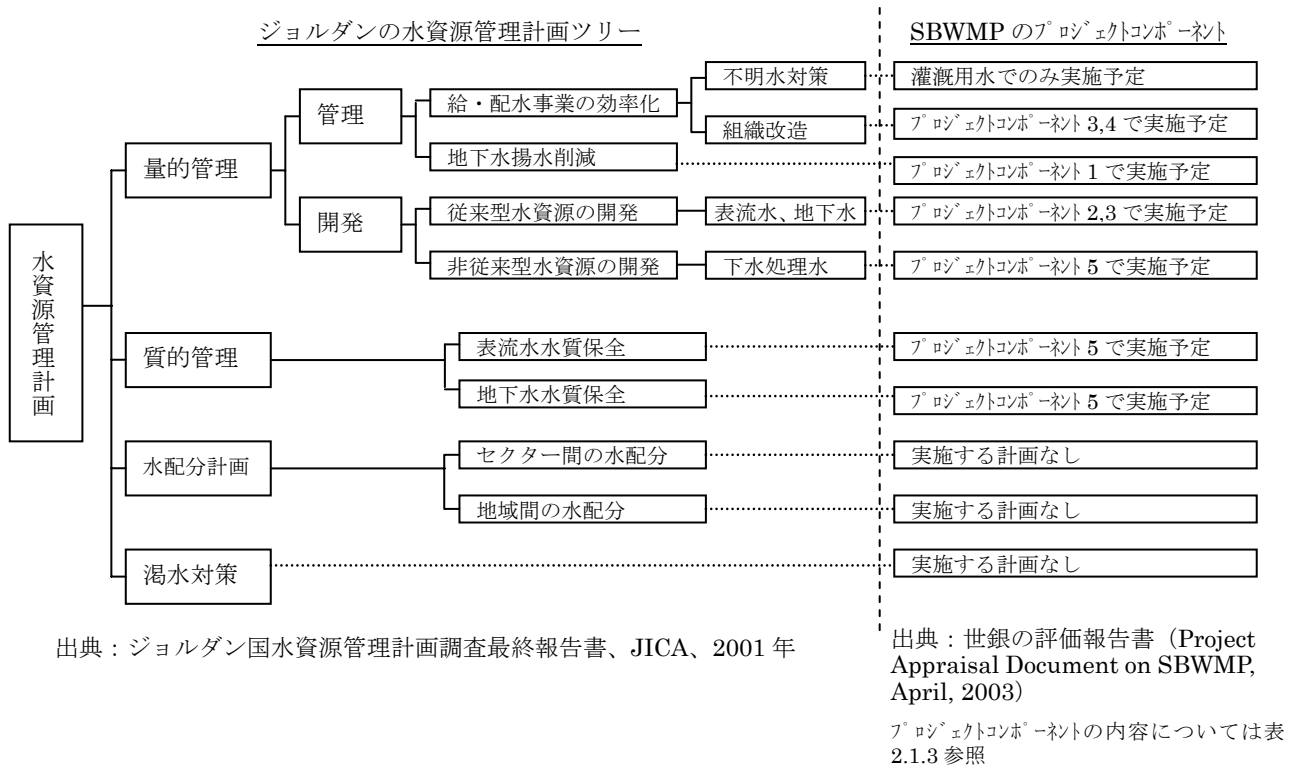 ジョルダンの水資源管理計画ツリー
SBWMP のプロジェクトコンポーネント
不明水対策
灌漑用水でのみ実施予定
管理
給・配水事業の効率化
組織改造
プロジェクトコンポーネント 3,4 で実施予定
量的管理
地下水揚水削減
プロジェクトコンポーネント 1 で実施予定
開発
従来型水資源の開発
表流水、地下水
プロジェクトコンポーネント 2,3 で実施予定
非従来型水資源の開発
下水処理水
プロジェクトコンポーネント 5 で実施予定
水資源管理計画
質的管理
表流水水質保全
プロジェクトコンポーネント 5 で実施予定
地下水水質保全
プロジェクトコンポーネント 5 で実施予定
水配分計画
セクター間の水配分
実施する計画なし
地域間の水配分
実施する計画なし
渇水対策
実施する計画なし
出典：ジョルダン国水資源管理計画調査最終報告書、JICA、2001 年
出典：世銀の評価報告書（Project
Appraisal Document on SBWMP,
April, 2003）
プロジェクトコンポーネントの内容については表
2.1.3 参照